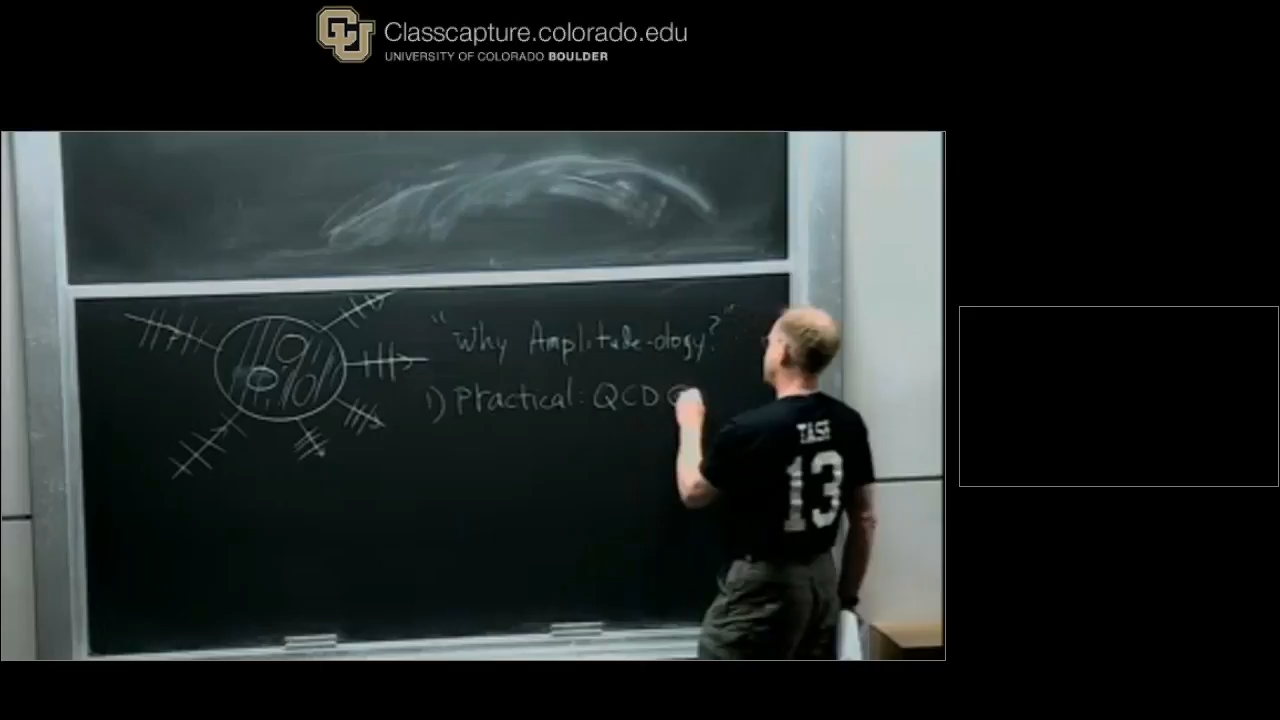 Classcapture.colorado.edu
UNIVERSITY OF COLORADO BOULDER
"Why Amplitude-ology?"
1) Practical: QCD @
TASI
13